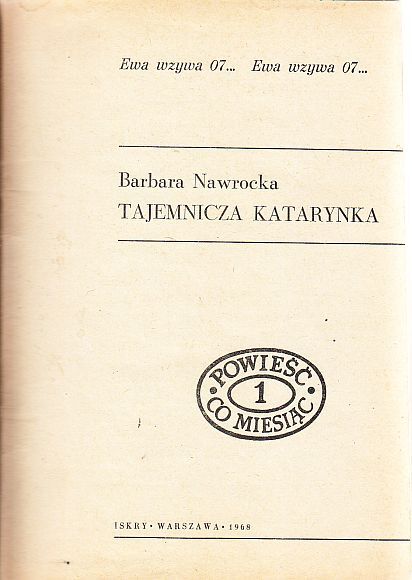 Ewa wzywa 07... Ewa wzywa 07...
Barbara Nawrocka
TAJEMNICZA KATARYNKA
• POWIEŚĆ •
1
CO MIESIĄC
ISKRY • WARSZAWA • 1968